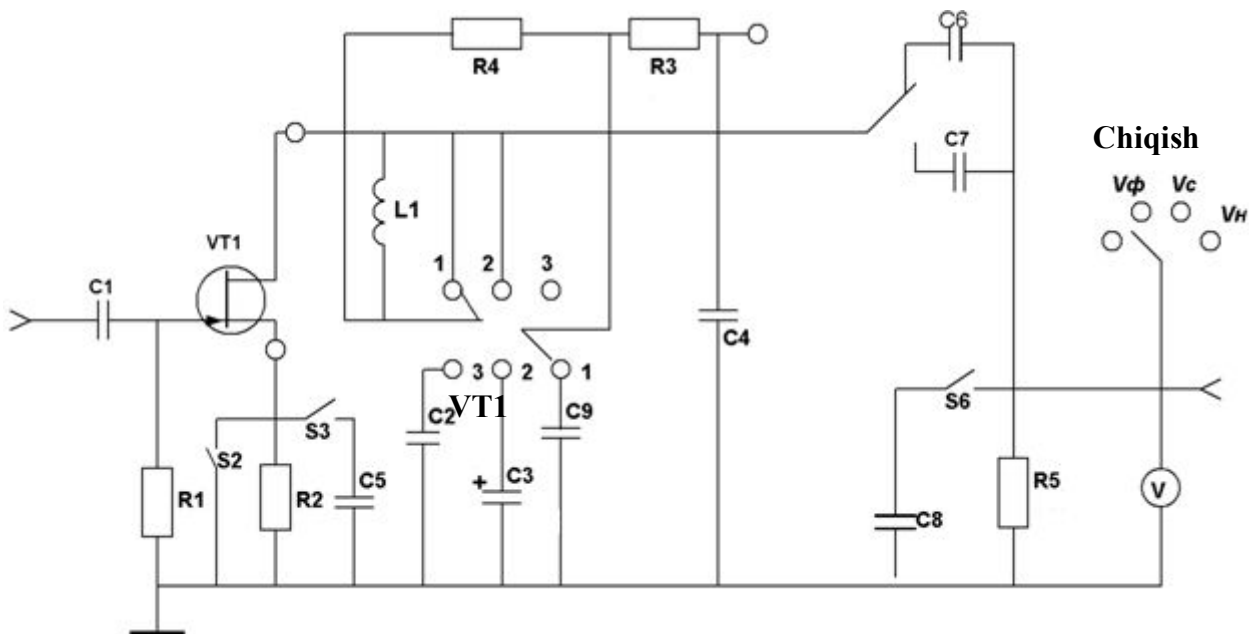 C6
R4
R3
C7
Chiqish
Vф
Vc
Vн
L1
VT1
1
2
3
C1
C4
3
2
1
S6
VT1
C2
C9
S3
S2
C5
+
C3
R1
R2
R5
V
C8